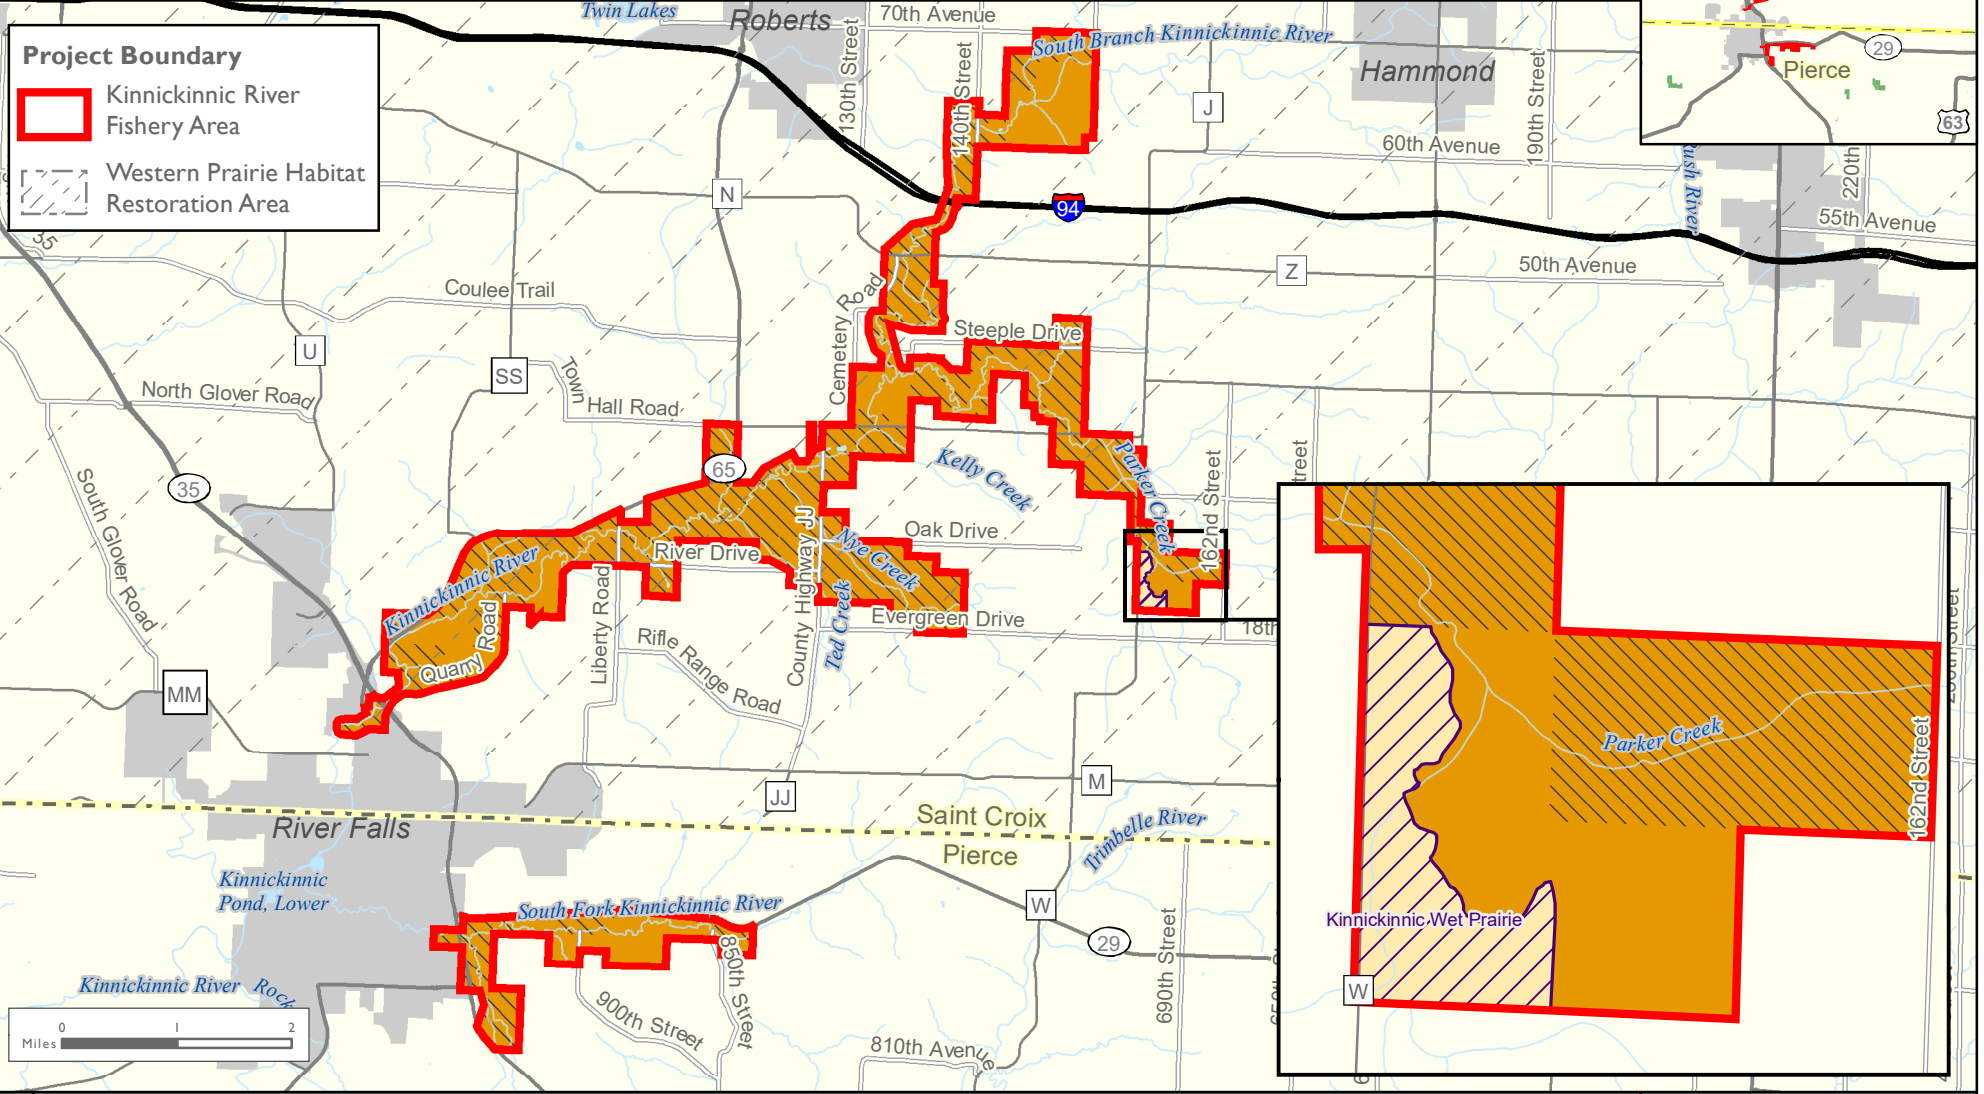 Project Boundary
Kinnickinnic River
Fishery Area
Western Prairie Habitat
Restoration Area
Twin Lakes
Roberts
70th Avenue
South Branch Kinnickinnic River
Hammond
130th Street
140th Street
190th Street
J
60th Avenue
29
Pierce
63
Rush River
220th
55th Avenue
N
94
Z
50th Avenue
35
Coulee Trail
Cemetery Road
Steeple Drive
U
SS
Town
Hall Road
North Glover Road
South Glover Road
35
65
Kelly Creek
Parker Creek
162nd Street
Street
Oak Drive
Nye Creek
River Drive
Kinnickinnic River
Quarry Road
Liberty Road
County Highway JJ
Ted Creek
Evergreen Drive
18th
Rifle Range Road
MM
JJ
M
Saint Croix
Pierce
Trimbelle River
River Falls
Kinnickinnic
Pond, Lower
South Fork Kinnickinnic River
W
29
850th Street
900th Street
690th Street
810th Avenue
Kinnickinnic River
Rock
0 1 2
Miles
Parker Creek
162nd Street
Kinnickinnic Wet Prairie
W